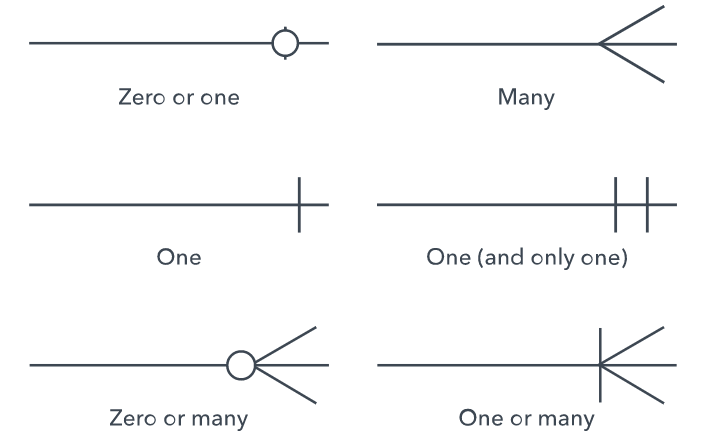 Zero or one
Many
One
One (and only one)
Zero or many
One or many